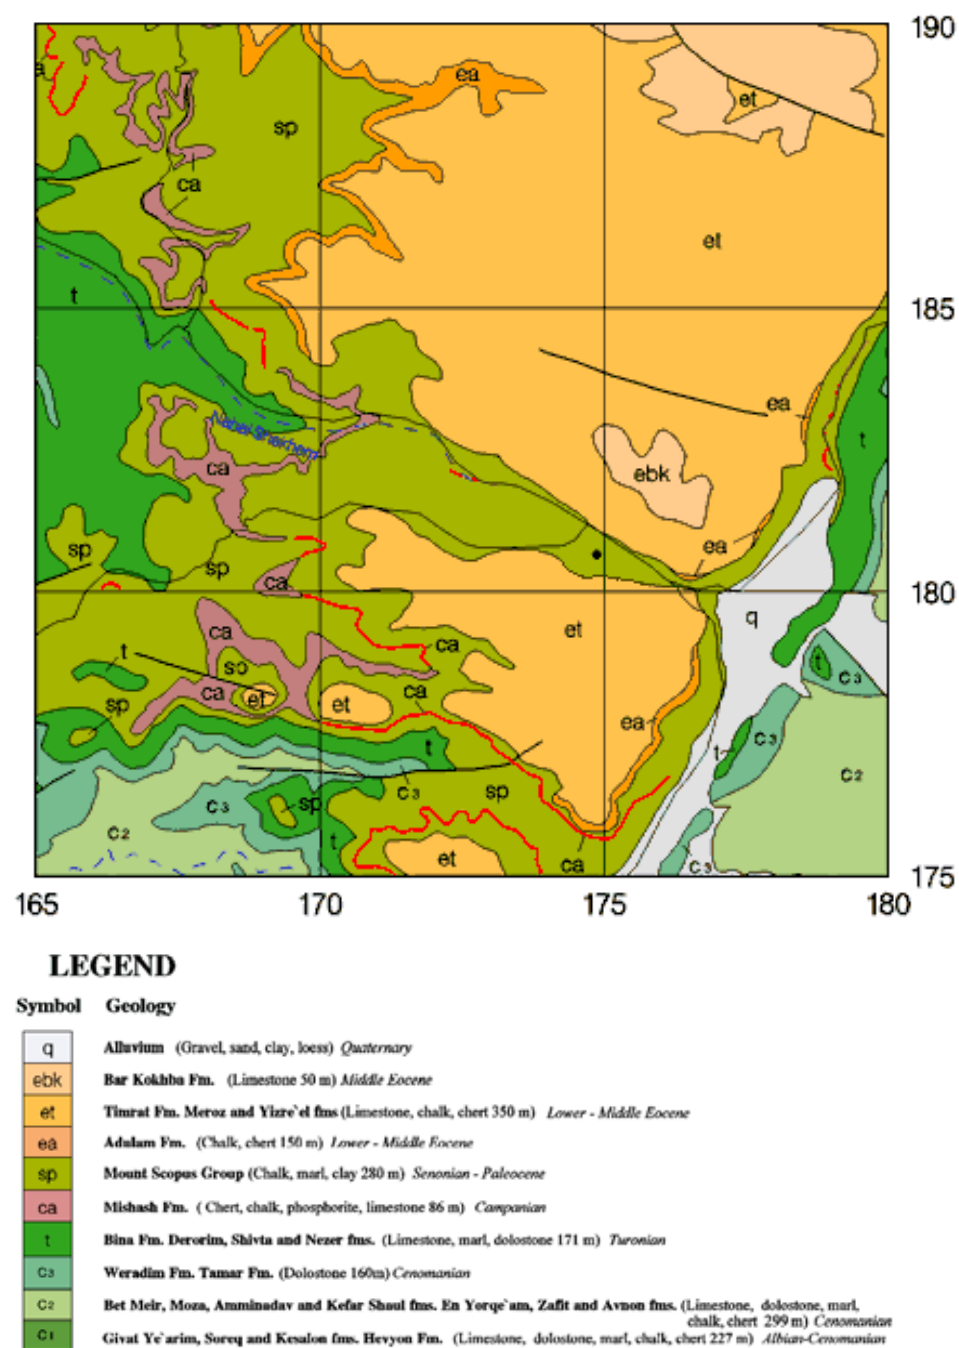 190
ea
a
et
sp
ca
et
t
185
ea
t
Nahal Shekhem
ca
ebk
ea
sp
sp
180
ca
q
ca
et
ca
t
t
sp
c3
ca
et
ca
et
sp
ea
t
t
c3
c2
c3
sp
c3
sp
c2
t
et
ca
c3
175
165
170
175
180
LEGEND
Symbol Geology
q Alluvium (Gravel, sand, clay, loess) Quaternary
ebk Bar Kokhba Fm. (Limestone 50 m) Middle Eocene
et Timrat Fm. Meroz and Yizre`el fms (Limestone, chalk, chert 350 m) Lower - Middle Eocene
ea Adulam Fm. (Chalk, chert 150 m) Lower - Middle Eocene
sp Mount Scopus Group (Chalk, marl, clay 280 m) Senonian - Paleocene
ca Mishash Fm. ( Chert, chalk, phosphorite, limestone 86 m) Campanian
t Bina Fm. Derorim, Shivta and Nezer fms. (Limestone, marl, dolostone 171 m) Turonian
c3 Weradim Fm. Tamar Fm. (Dolostone 160m) Cenomanian
c2 Bet Meir, Moza, Amminadav and Kefar Shaul fms. En Yorqe`am, Zafit and Avnon fms. (Limestone, dolostone, marl,
chalk, chert 299 m) Cenomanian
c1 Givat Ye`arim, Soreq and Kesalon fms. Hevyon Fm. (Limestone, dolostone, marl, chalk, chert 227 m) Albian-Cenomanian